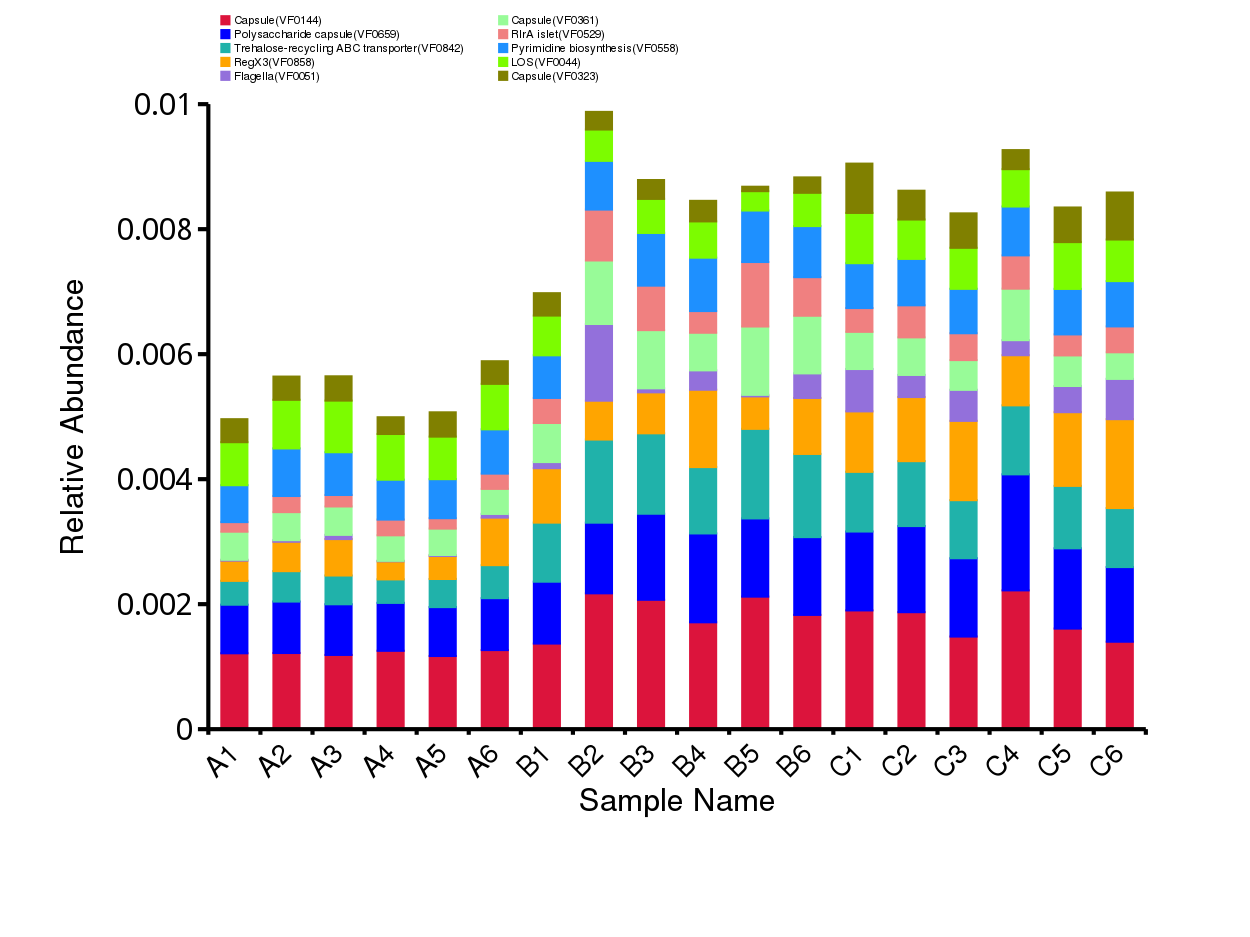 Capsule(VF0144)
Polysaccharide capsule(VF0659)
Trehalose-recycling ABC transporter(VF0842)
RegX3(VF0858)
Flagella(VF0051)
Capsule(VF0361)
RlrA islet(VF0529)
Pyrimidine biosynthesis(VF0558)
LOS(VF0044)
Capsule(VF0323)
0.01
0.008
0.006
0.004
0.002
0
Relative Abundance
A1 A2 A3 A4 A5 A6 B1 B2 B3 B4 B5 B6 C1 C2 C3 C4 C5 C6
Sample Name